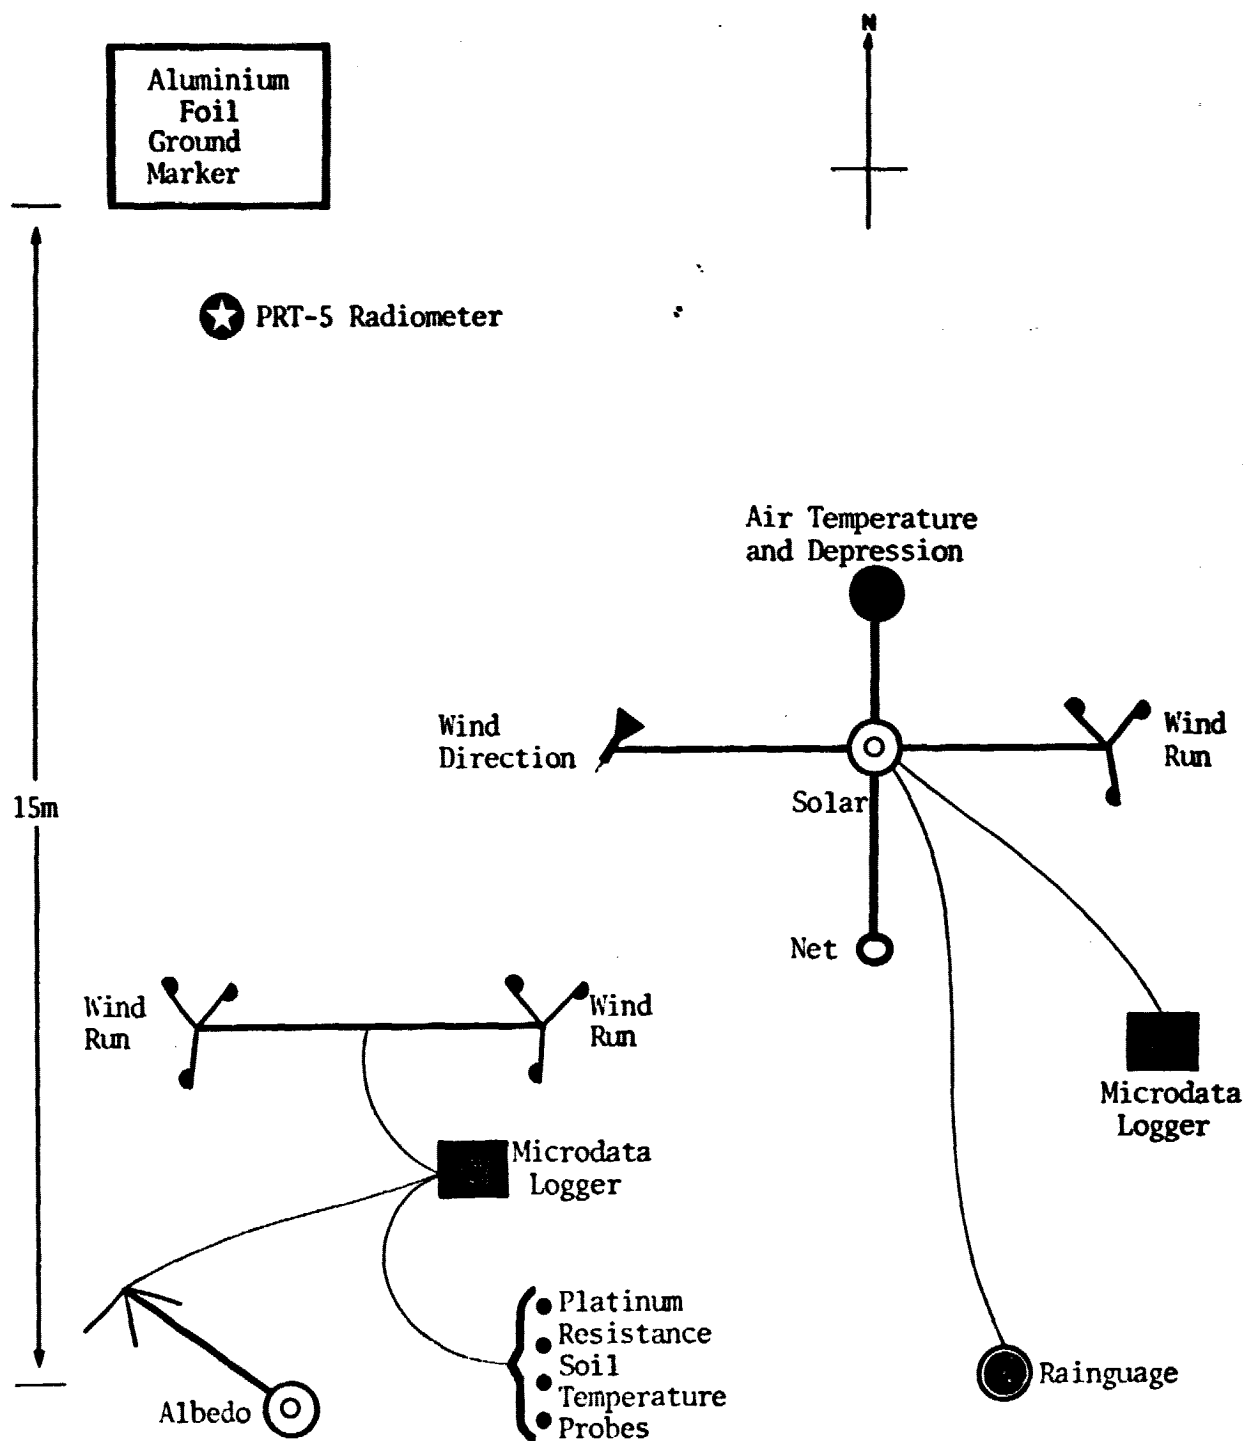 N
Aluminium
Foil
Ground
Marker
PRT-5 Radiometer
Air Temperature
and Depression
Wind
Direction
Wind
Run
Solar
15m
Net
Wind
Run
Wind
Run
Microdata
Logger
Microdata
Logger
Platinum
Resistance
Soil
Temperature
Probes
Albedo
Rainguage